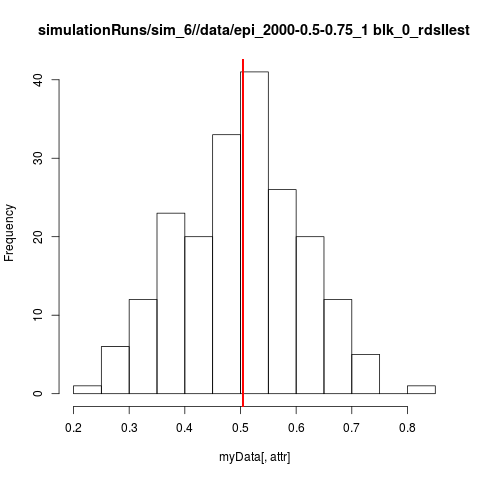 simulationRuns/sim_6//data/epi_2000-0.5-0.75_1 blk_0_rdsIlest
40
30
20
10
0
Frequency
0.2 0.3 0.4 0.5 0.6 0.7 0.8
myData[, attr]